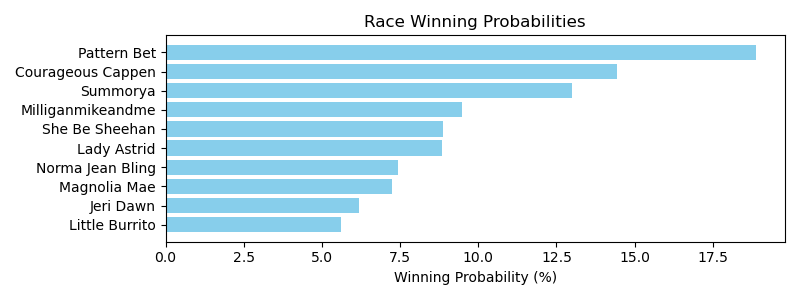 Race Winning Probabilities
Pattern Bet
Courageous Cappen
Summorya
Milliganmikeandme
She Be Sheehan
Lady Astrid
Norma Jean Bling
Magnolia Mae
Jeri Dawn
Little Burrito
0.0 2.5 5.0 7.5 10.0 12.5 15.0 17.5
Winning Probability (%)